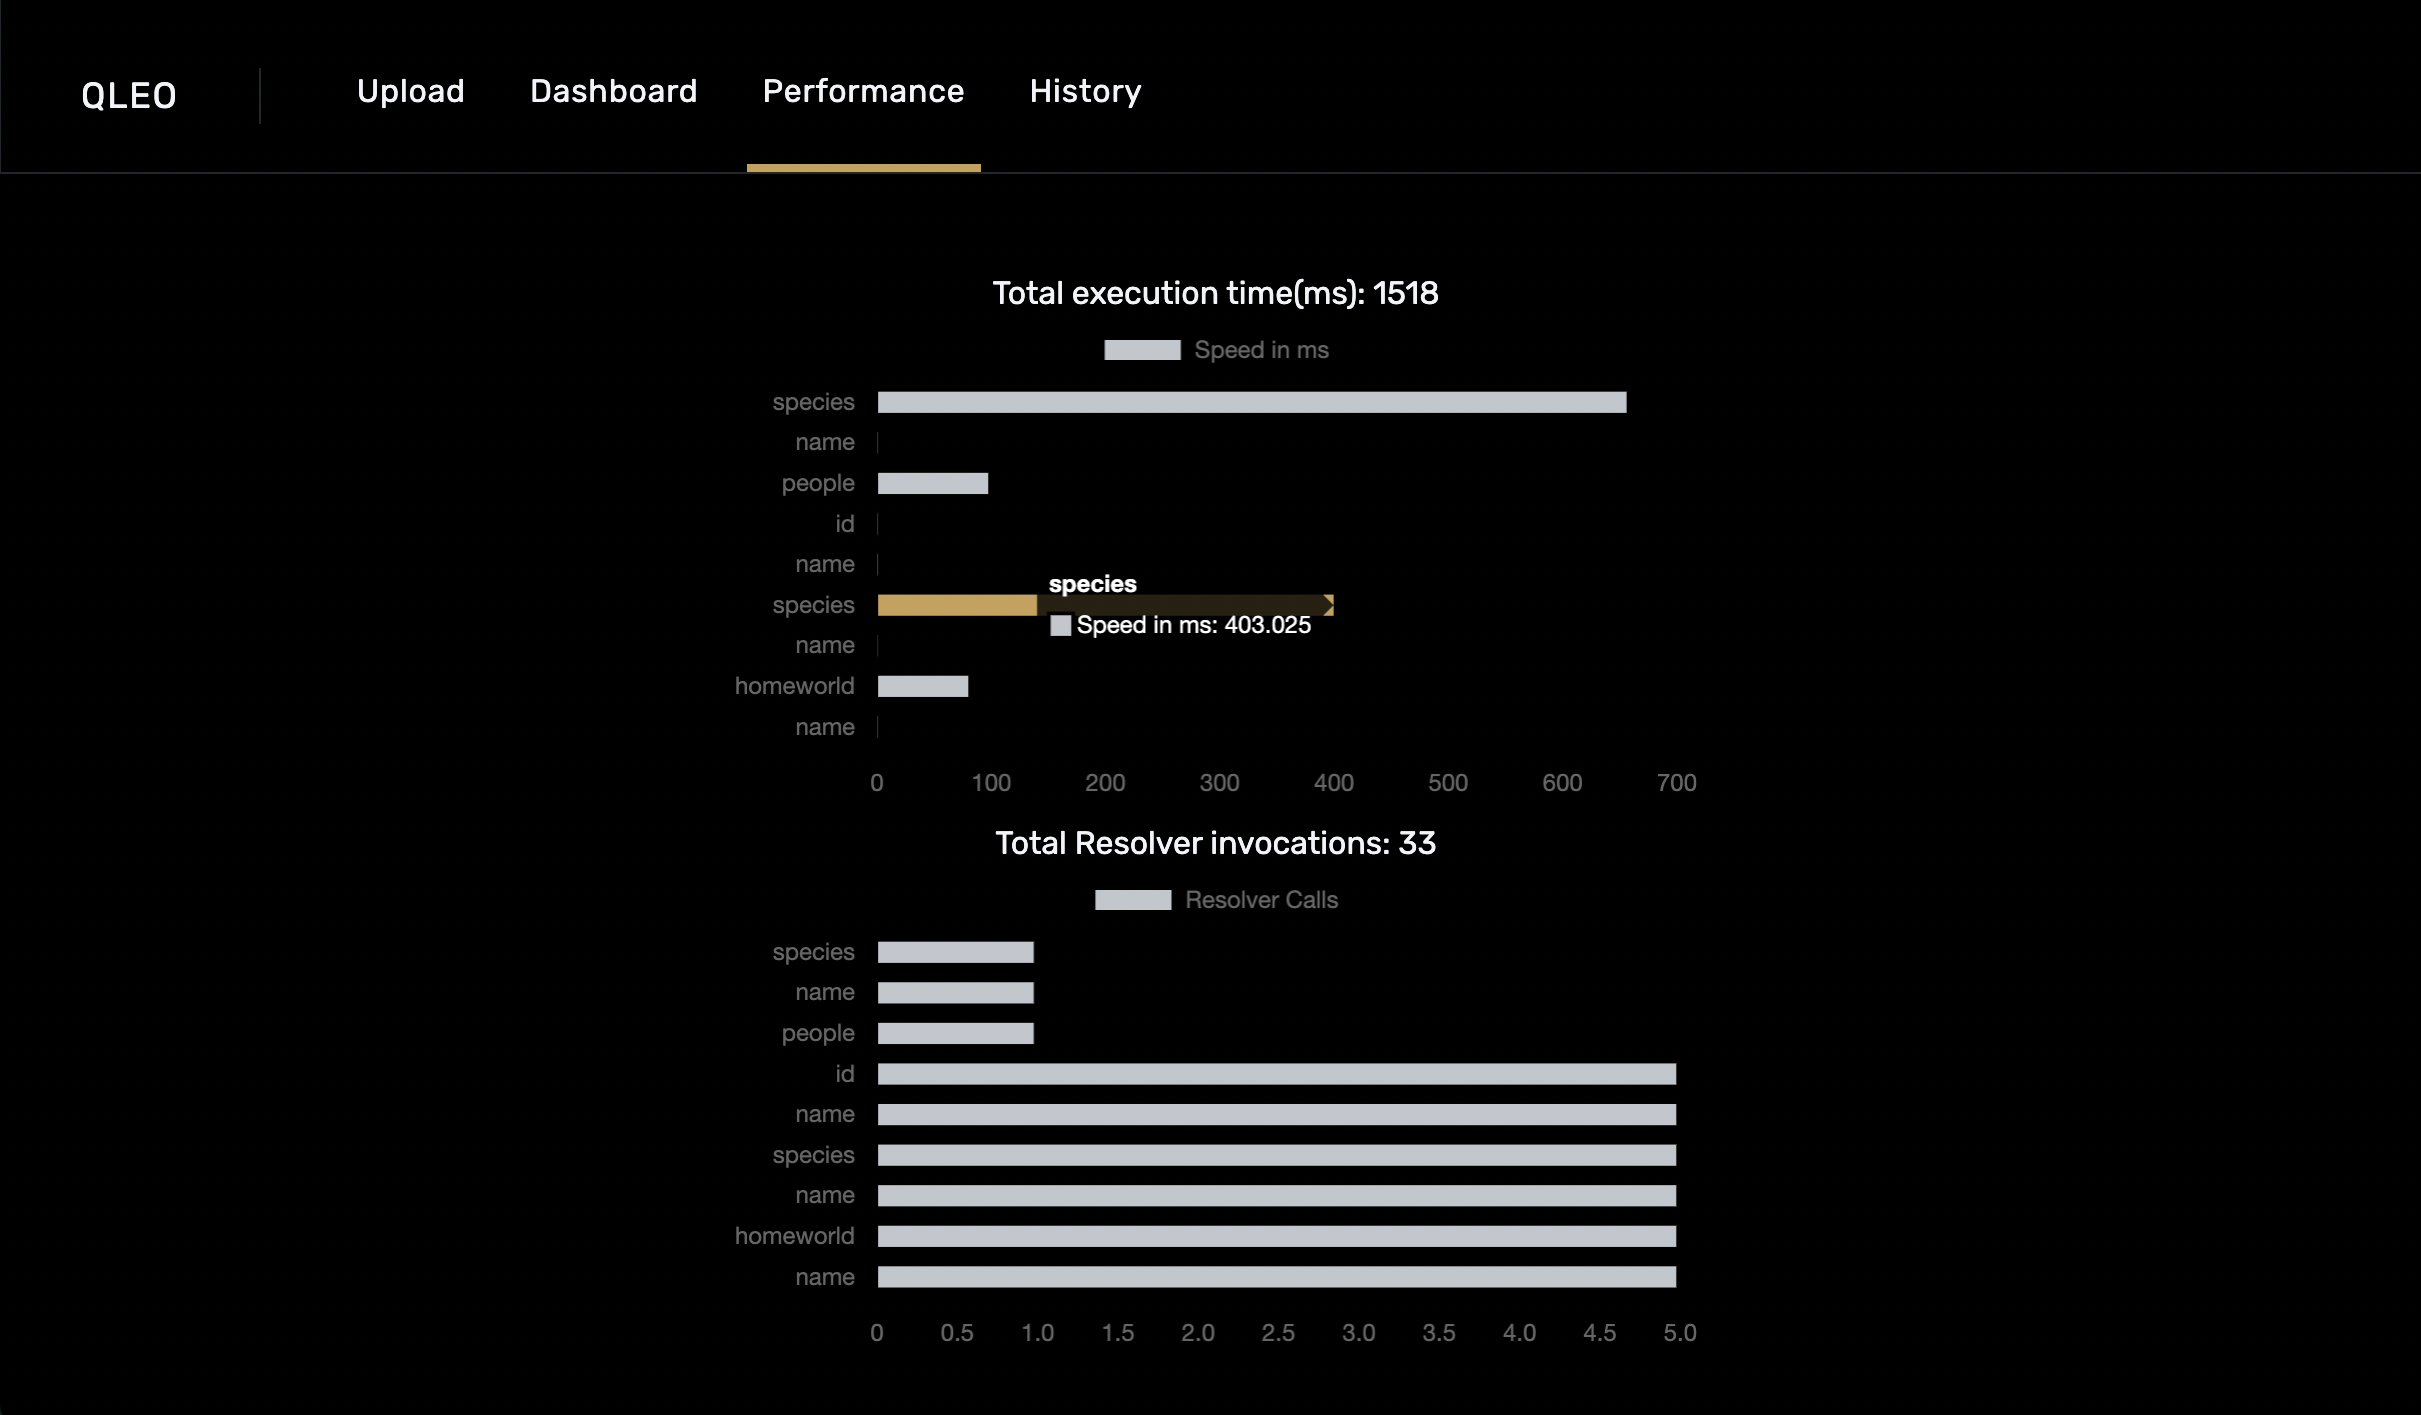 QLEO
Upload Dashboard Performance History
Total execution time(ms): 1518
Speed in ms
species
name
people
id
name
species
species
Speed in ms: 403.025
name
homeworld
name
0 100 200 300 400 500 600 700
Total Resolver invocations: 33
Resolver Calls
species
name
people
id
name
species
name
homeworld
name
0 0.5 1.0 1.5 2.0 2.5 3.0 3.5 4.0 4.5 5.0